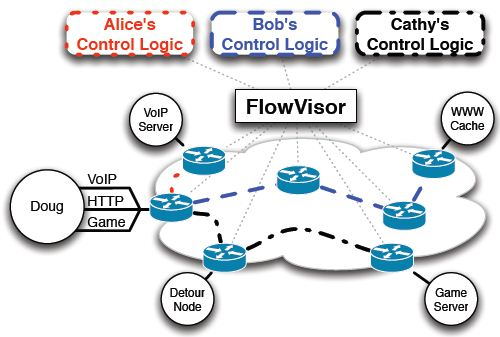 Alice's
Control Logic
Bob's
Control Logic
Cathy's
Control Logic
FlowVisor
VoIP
Server
WWW
Cache
Doug
VoIP
HTTP
Game
Detour
Node
Game
Server